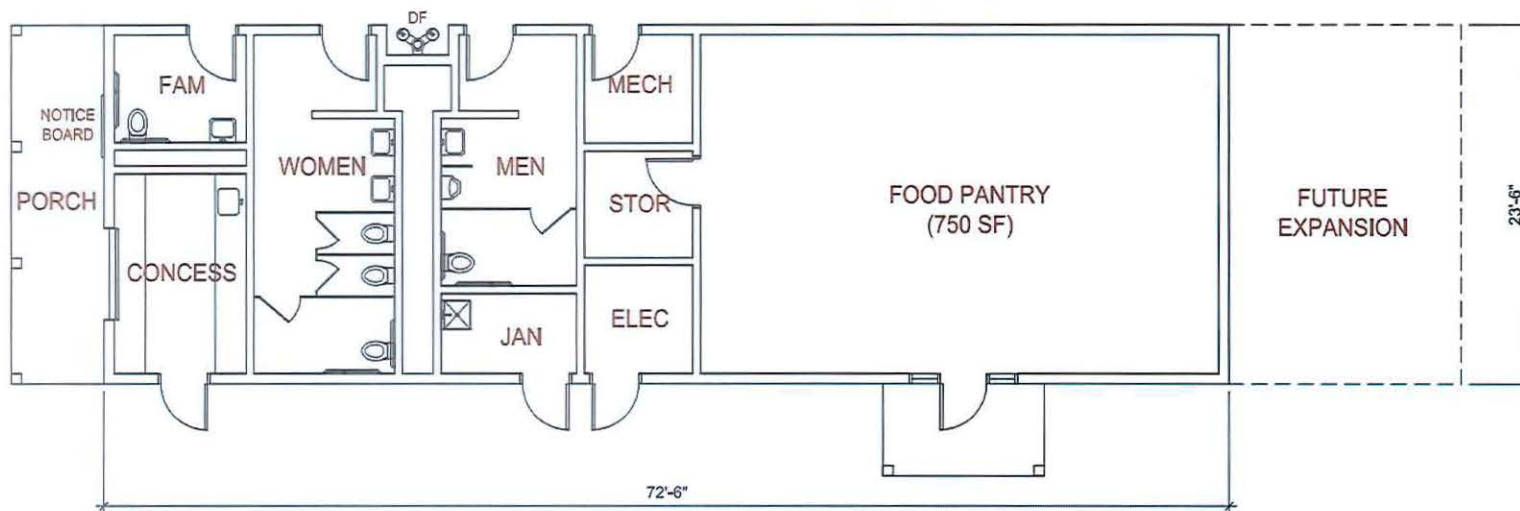 DF
FAM
MECH
NOTICE
BOARD
WOMEN
MEN
PORCH
STOR
FOOD PANTRY
(750 SF)
FUTURE
EXPANSION
23'-6"
CONCESS
ELEC
JAN
72'-6"